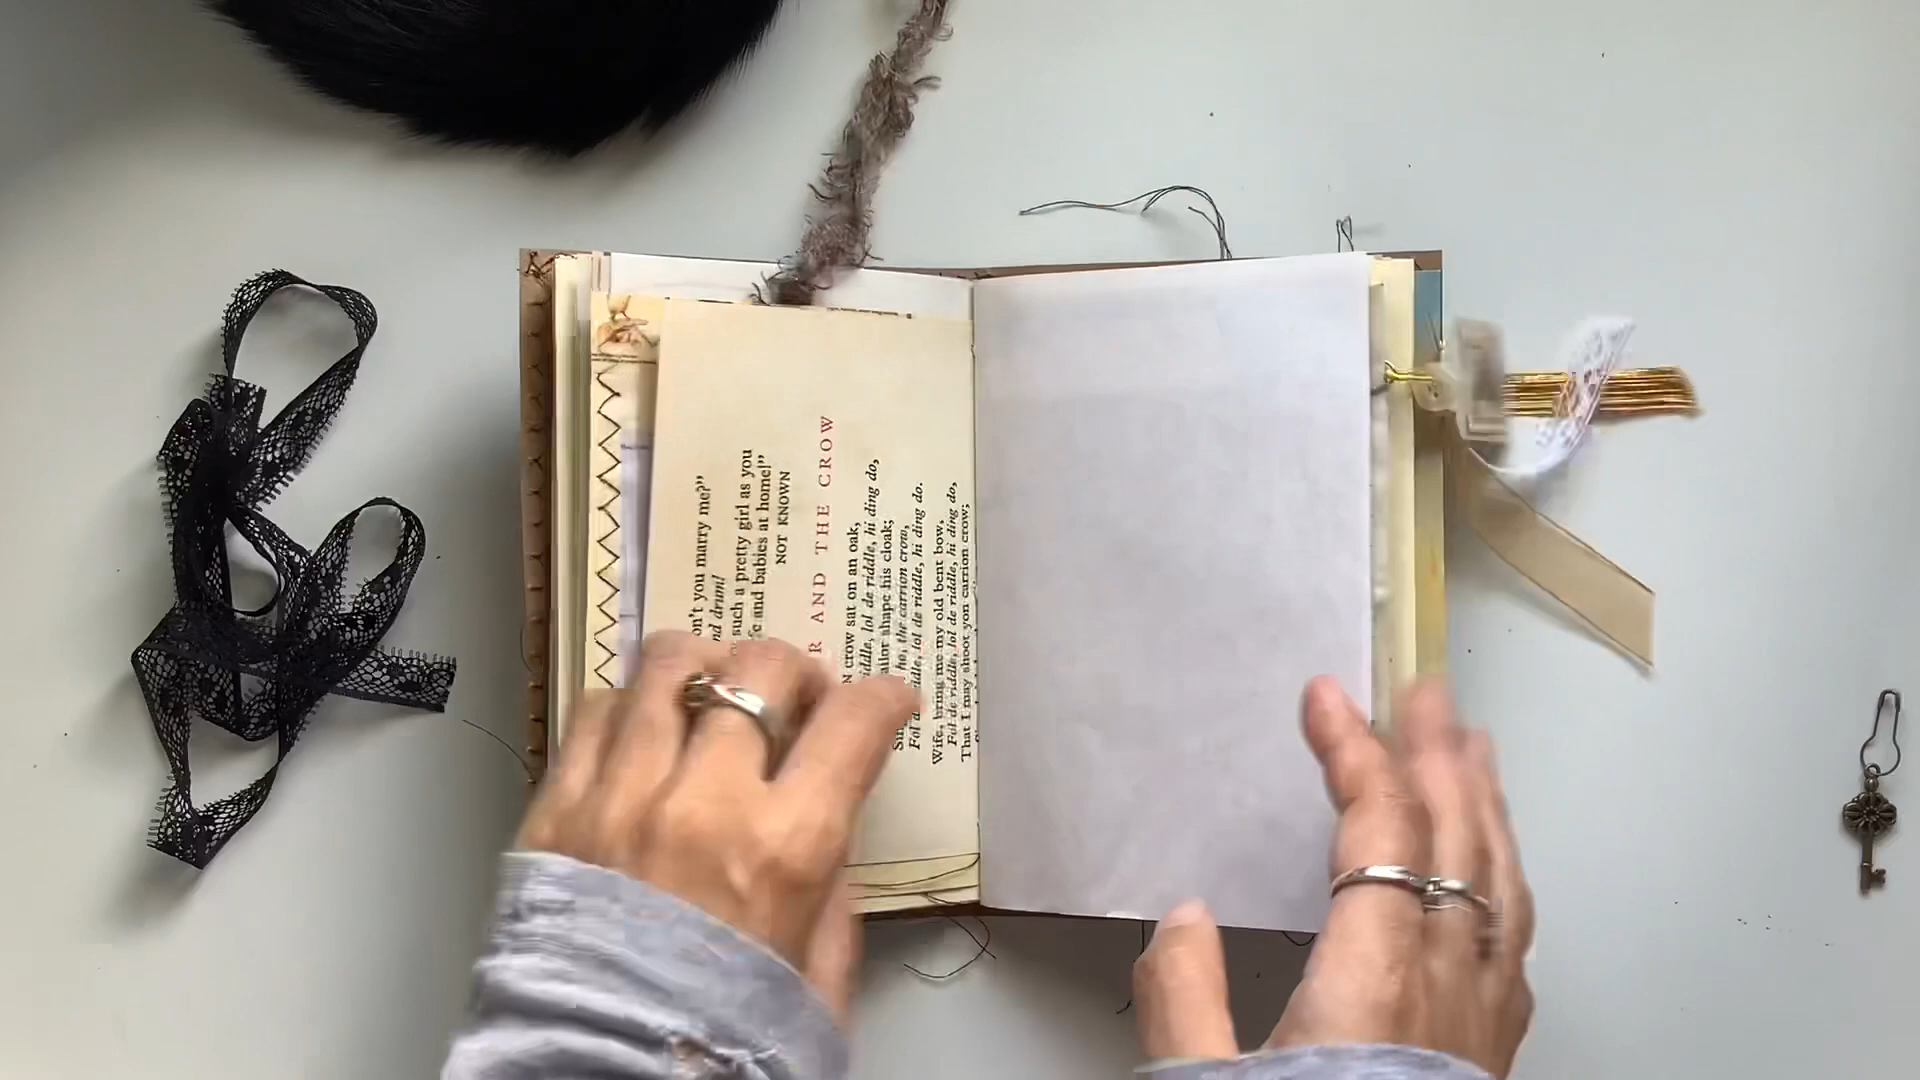 on't you marry me?"
nd drum!
such a pretty girl as you
fe and babies at home!"
NOT KNOWN
R AND THE CROW
N crow sat on an oak,
iddle, lol de riddle, hi ding do,
ailor shape his cloak;
ho, the carrion crow,
Fol iddle, lol de riddle, hi ding do.
Wife, bring me my old bent bow,
Fol de riddle, lol de riddle, hi ding do,
That I may shoot yon carrion crow;